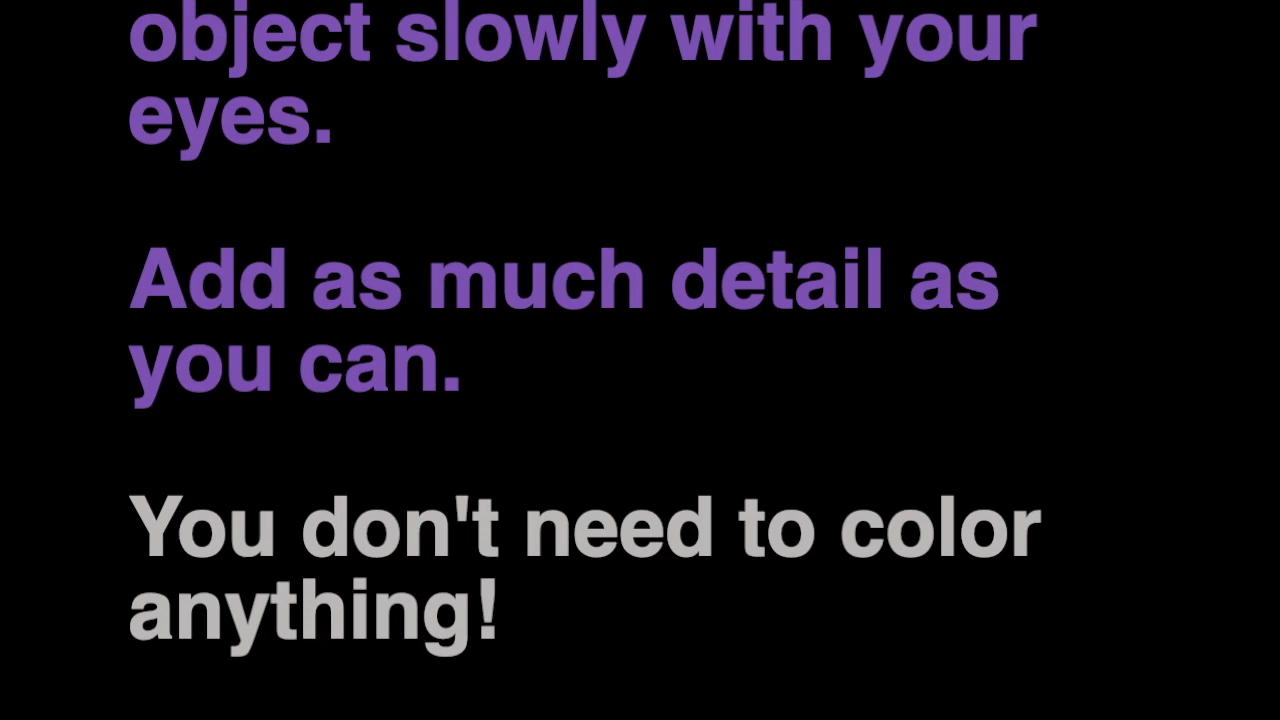 object slowly with your
eyes.
Add as much detail as
you can.
You don't need to color
anything!